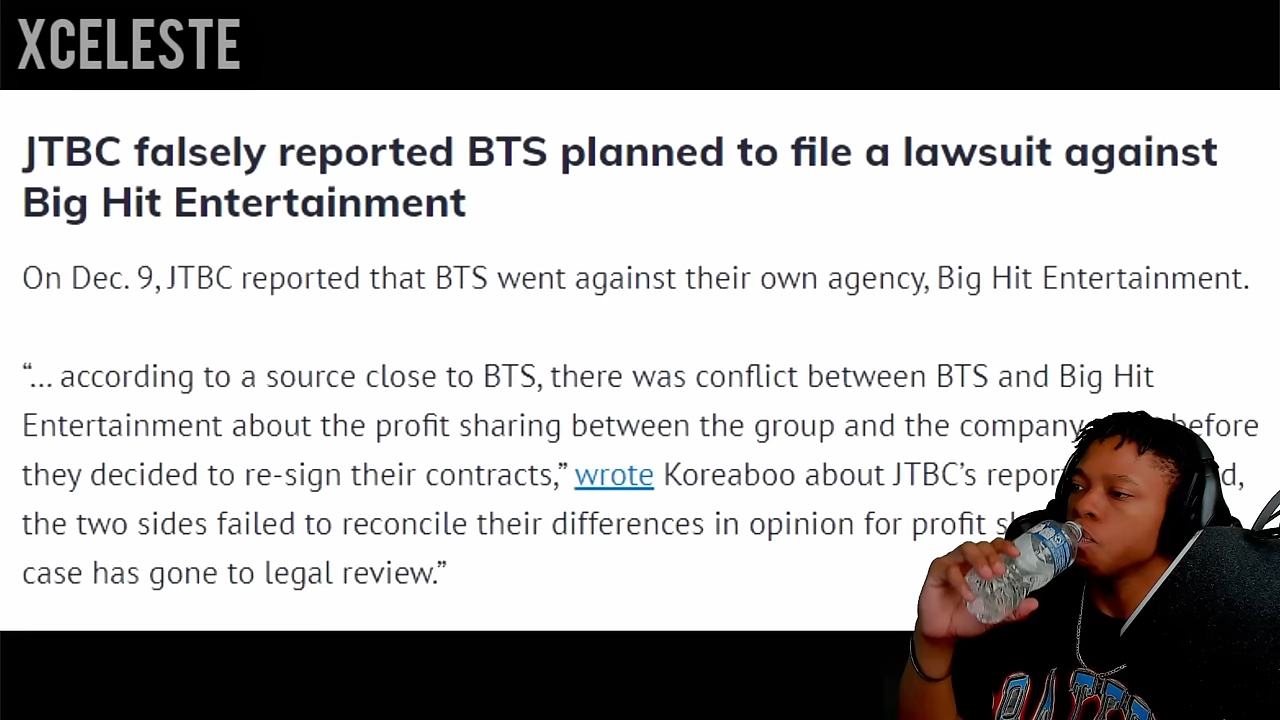 XCELESTE
JTBC falsely reported BTS planned to file a lawsuit against
Big Hit Entertainment
On Dec. 9, JTBC reported that BTS went against their own agency, Big Hit Entertainment.
“... according to a source close to BTS, there was conflict between BTS and Big Hit
Entertainment about the profit sharing between the group and the company
they decided to re-sign their contracts,” wrote Koreaboo about JTBC’s
the two sides failed to reconcile their differences in opinion for profit
case has gone to legal review.”